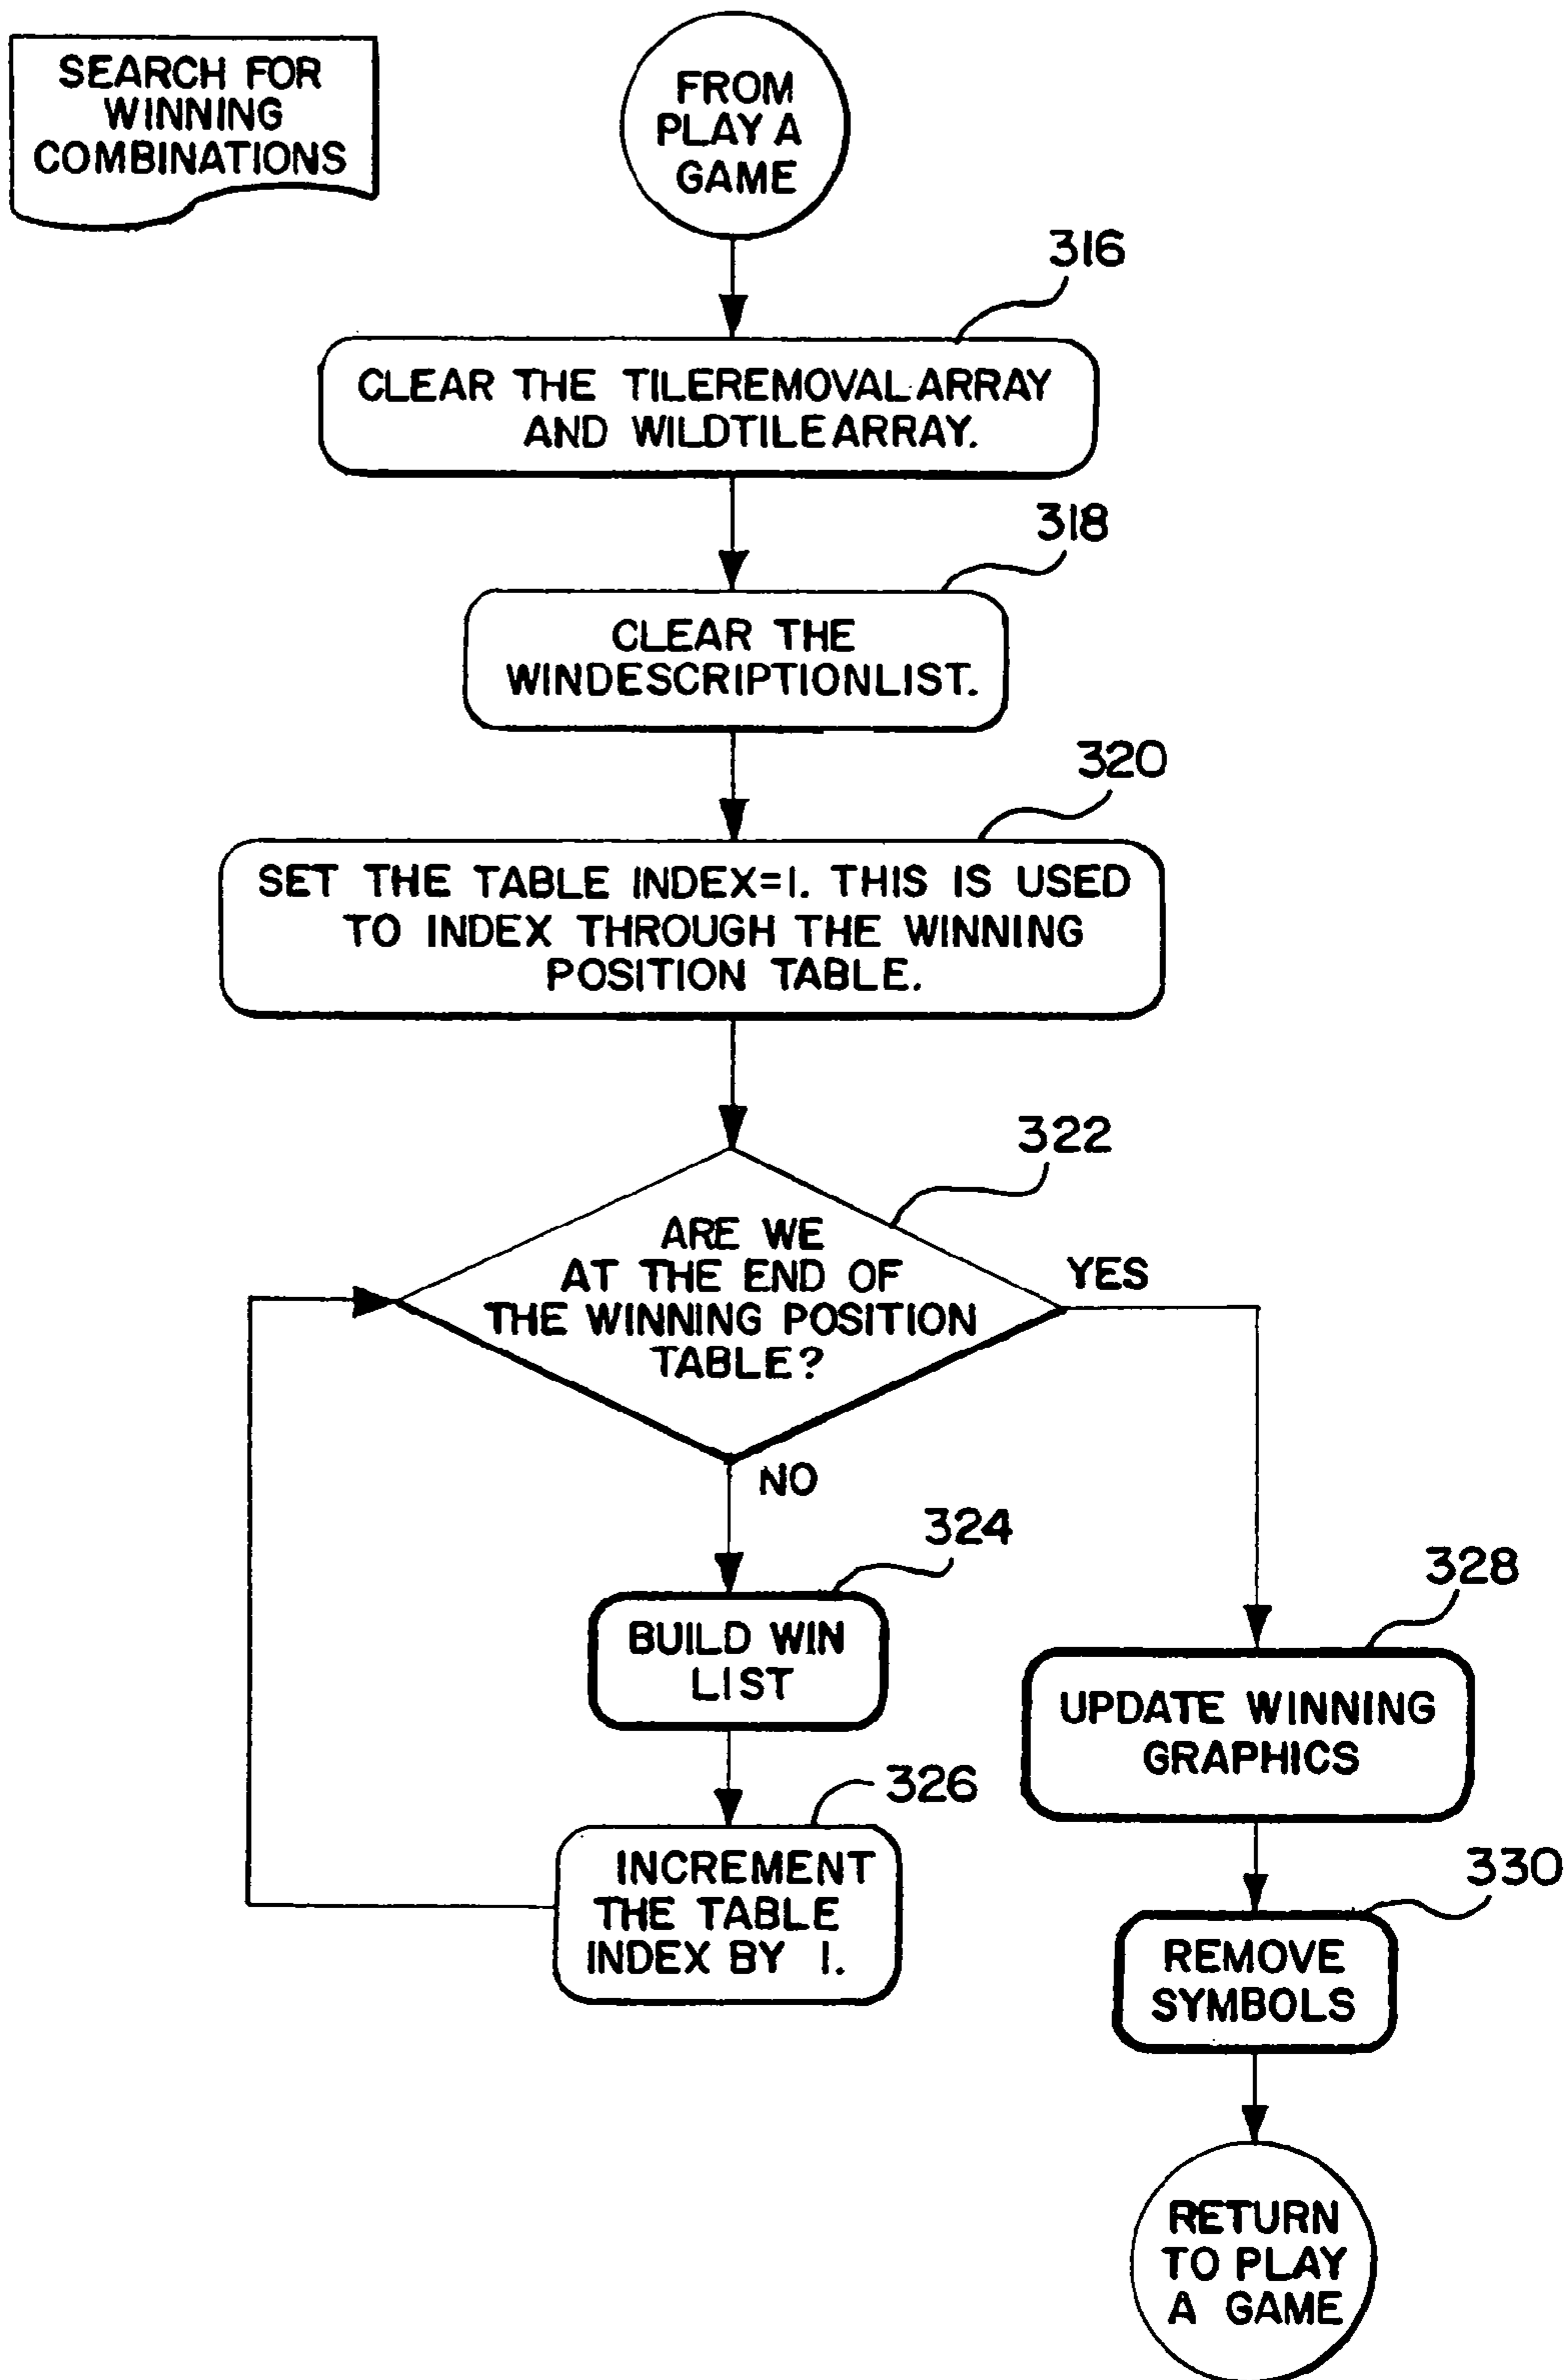 SEARCH FOR
WINNING
COMBINATIONS
FROM
PLAY A
GAME
316
CLEAR THE TILEREMOVALARRAY
AND WILDTILEARRAY.
318
CLEAR THE
WINDESCRIPTIONLIST.
320
SET THE TABLE INDEX=1. THIS IS USED
TO INDEX THROUGH THE WINNING
POSITION TABLE.
322
ARE WE
AT THE END OF
THE WINNING POSITION
TABLE?
YES
NO
324
BUILD WIN
LIST
326
INCREMENT
THE TABLE
INDEX BY 1.
328
UPDATE WINNING
GRAPHICS
330
REMOVE
SYMBOLS
RETURN
TO PLAY
A GAME